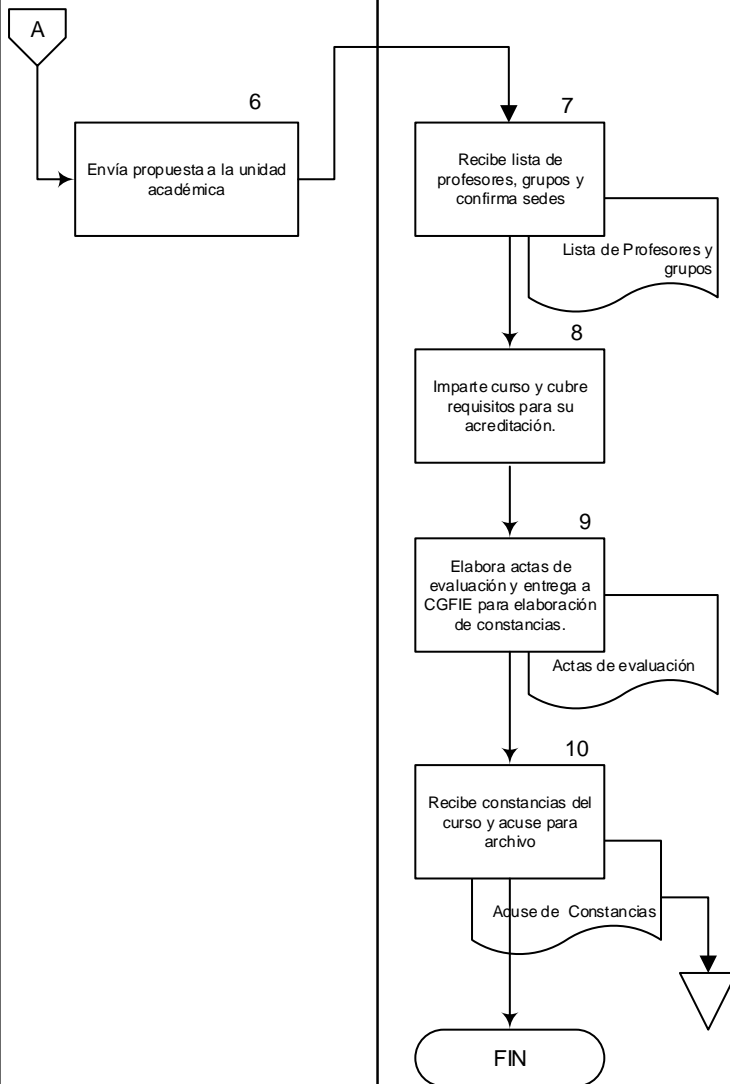 A
6
Envía propuesta a la unidad
académica
7
Recibe lista de
profesores, grupos y
confirma sedes
Lista de Profesores y
grupos
8
Imparte curso y cubre
requisitos para su
acreditación.
9
Elabora actas de
evaluación y entrega a
CGFIE para elaboración
de constancias.
Actas de evaluación
10
Recibe constancias del
curso y acuse para
archivo
Acuse de Constancias
FIN